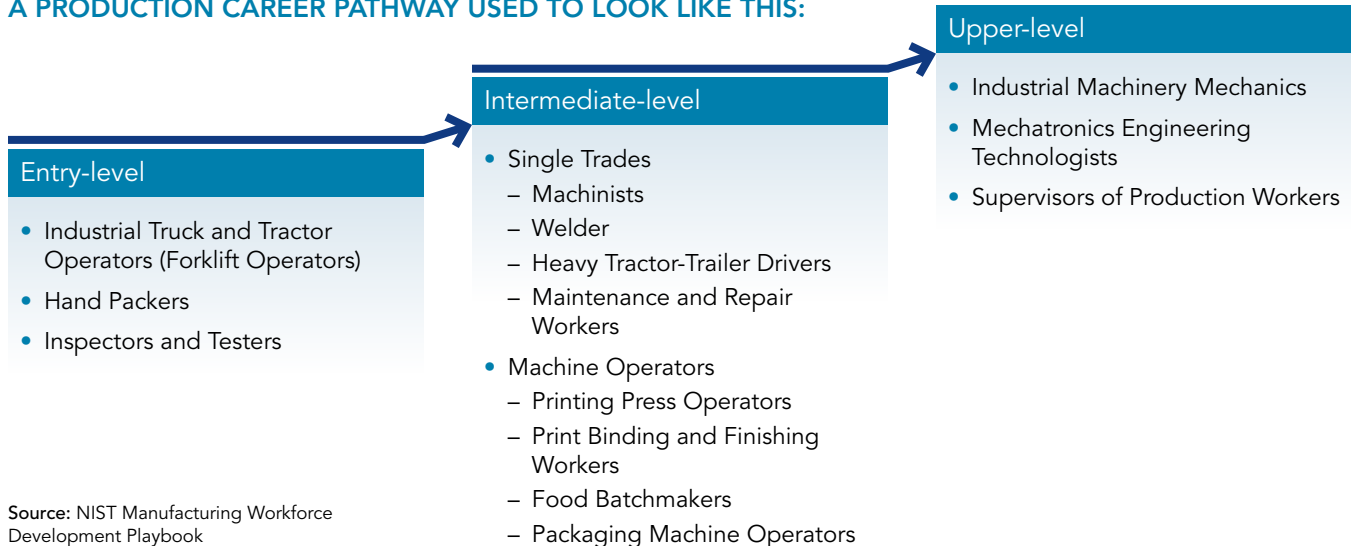 A PRODUCTION CAREER PATHWAY USED TO LOOK LIKE THIS:
Entry-level
• Industrial Truck and Tractor
Operators (Forklift Operators)
• Hand Packers
• Inspectors and Testers
Intermediate-level
• Single Trades
– Machinists
– Welder
– Heavy Tractor-Trailer Drivers
– Maintenance and Repair
Workers
• Machine Operators
– Printing Press Operators
– Print Binding and Finishing
Workers
– Food Batchmakers
– Packaging Machine Operators
Upper-level
• Industrial Machinery Mechanics
• Mechatronics Engineering
Technologists
• Supervisors of Production Workers
Source: NIST Manufacturing Workforce
Development Playbook